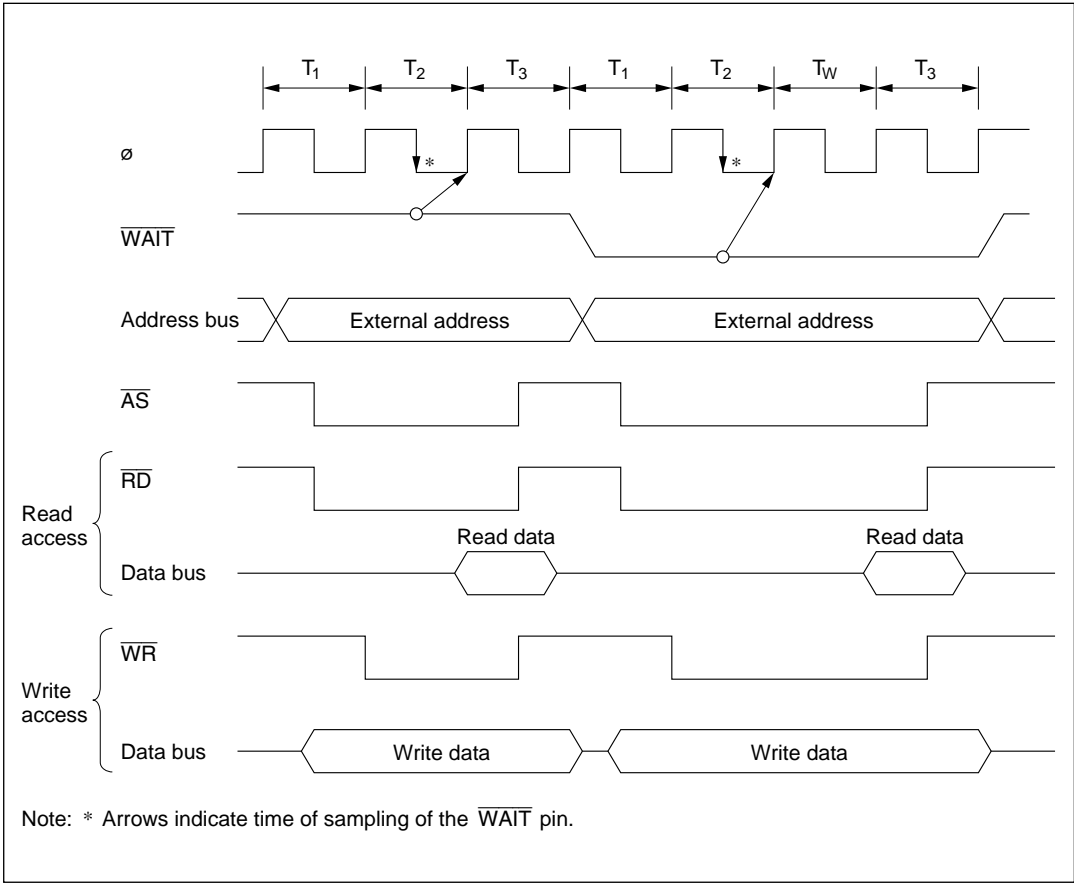 T1 T2 T3 T1 T2 TW T3
ø
* *
WAIT
Address bus External address External address
AS
Read access
RD
Read data Read data
Data bus
Write access
WR
Data bus Write data Write data
Note: * Arrows indicate time of sampling of the WAIT pin.